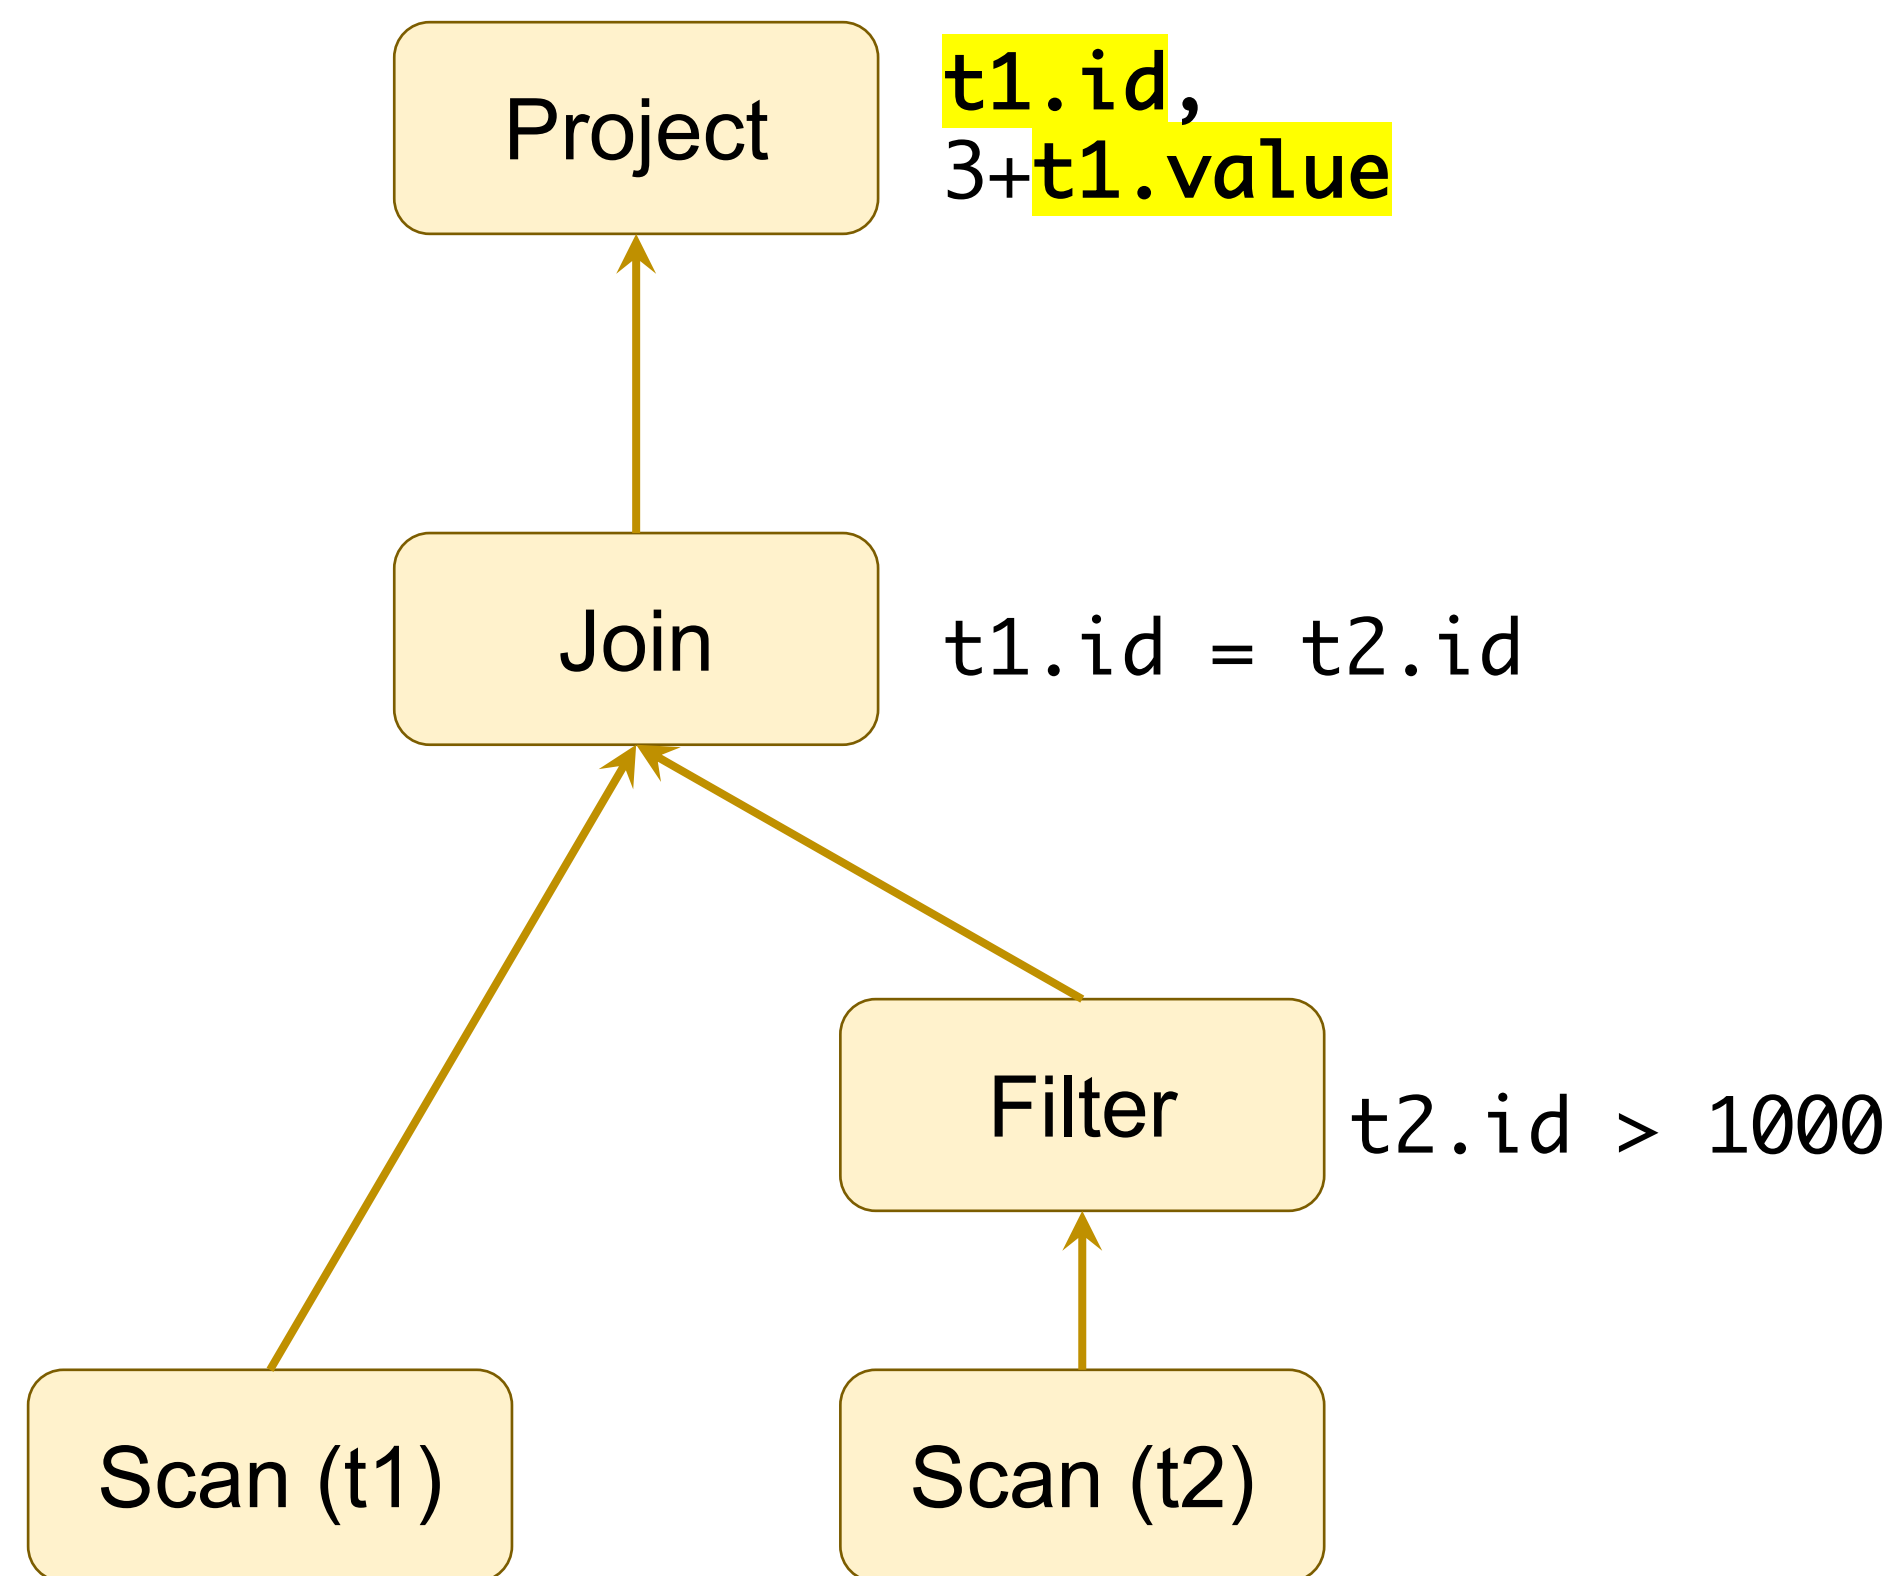 Project
t1.id,
3+t1.value
Join
t1.id = t2.id
Filter
t2.id > 1000
Scan (t1)
Scan (t2)